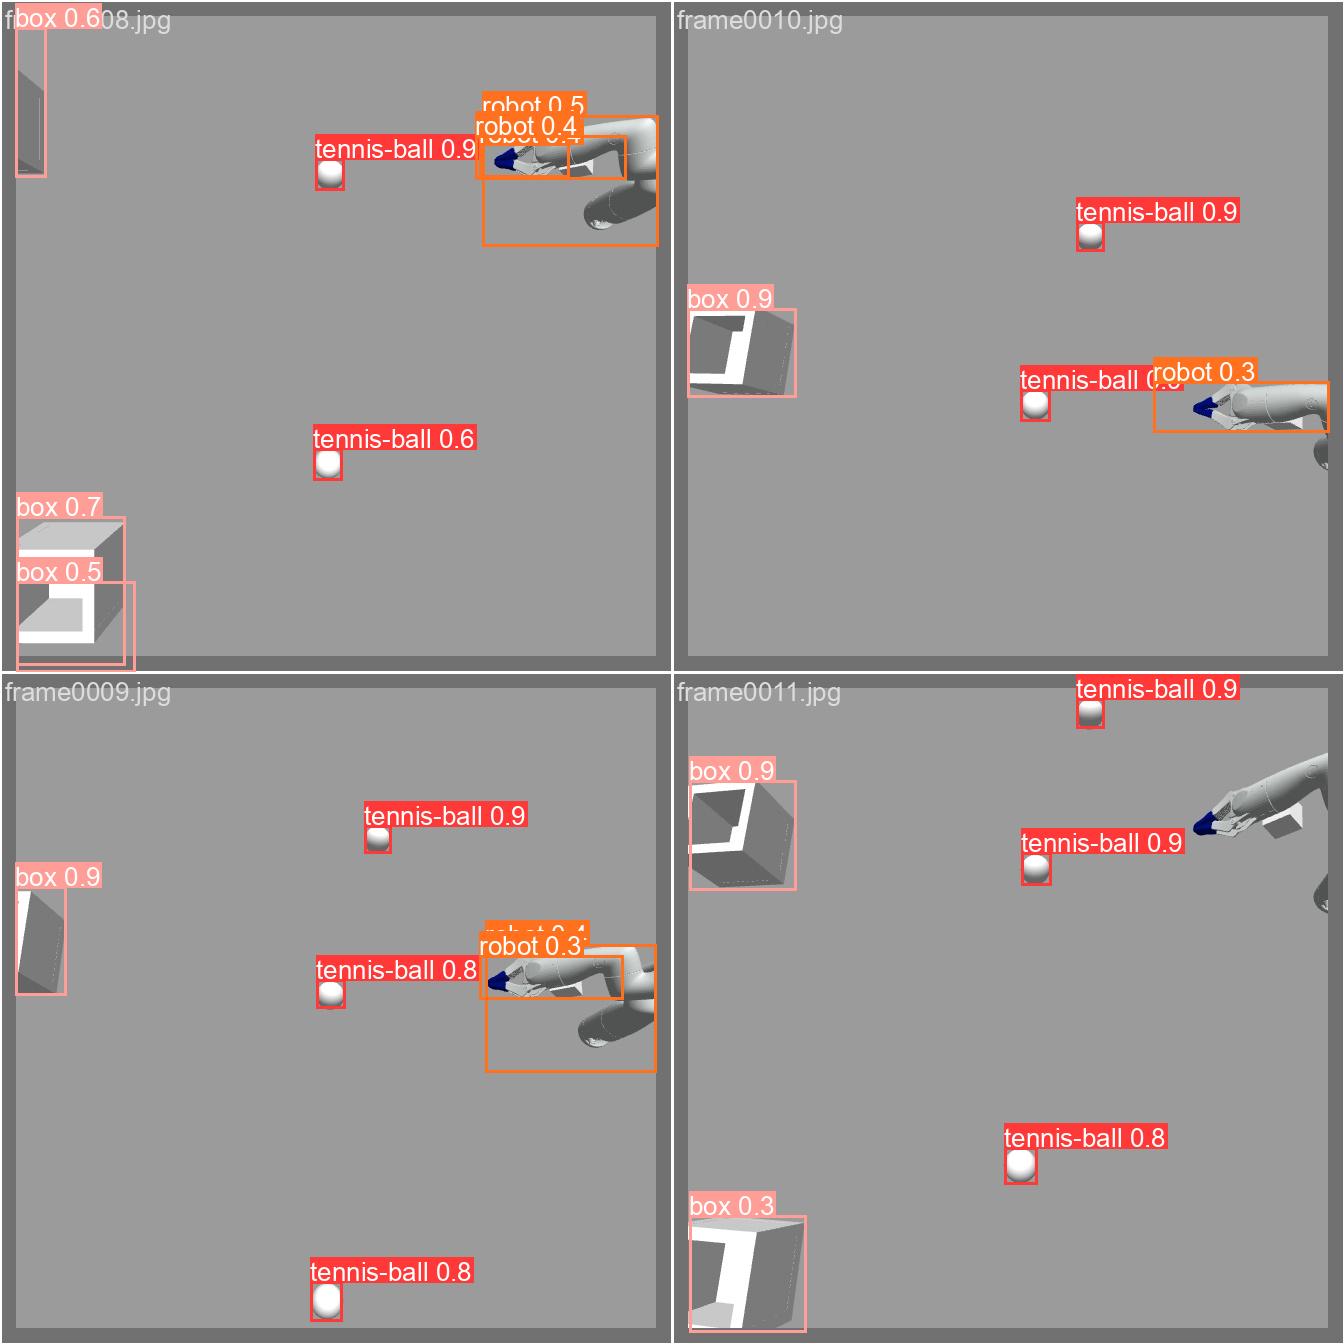 box 0.6
08.jpg
robot 0.5
robot 0.4
tennis-ball 0.9
tennis-ball 0.6
box 0.7
box 0.5
frame0010.jpg
tennis-ball 0.9
box 0.9
robot 0.3
tennis-ball
frame0009.jpg
tennis-ball 0.9
box 0.9
robot 0.3
tennis-ball 0.8
tennis-ball 0.8
frame0011.jpg
tennis-ball 0.9
box 0.9
tennis-ball 0.9
tennis-ball 0.8
box 0.3